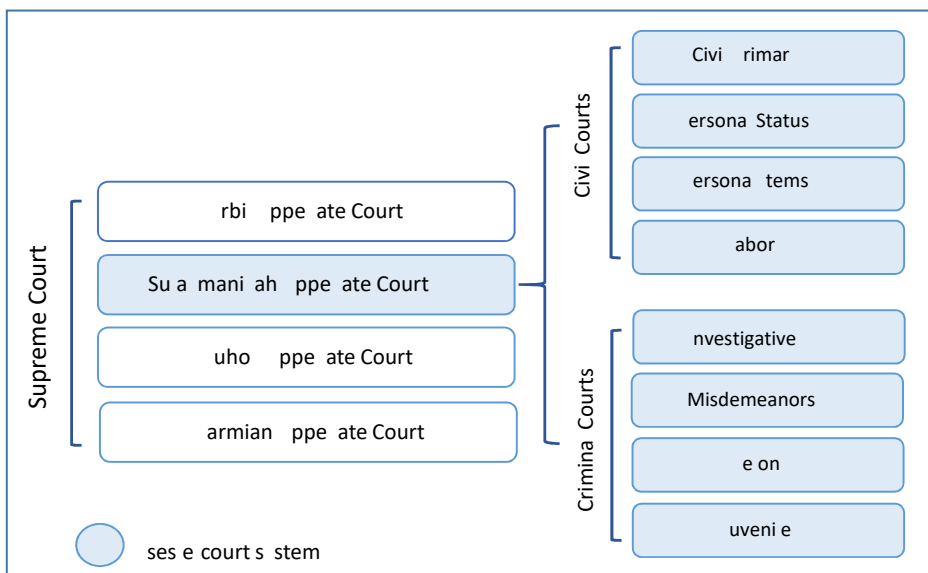 Supreme Court
rbi ppe ate Court
Su a mani ah ppe ate Court
uho ppe ate Court
armian ppe ate Court
Civi Courts
Civi rimar
ersona Status
ersona tems
abor
Crimina Courts
nvestigative
Misdemeanors
e on
uveni e
ses e court s stem